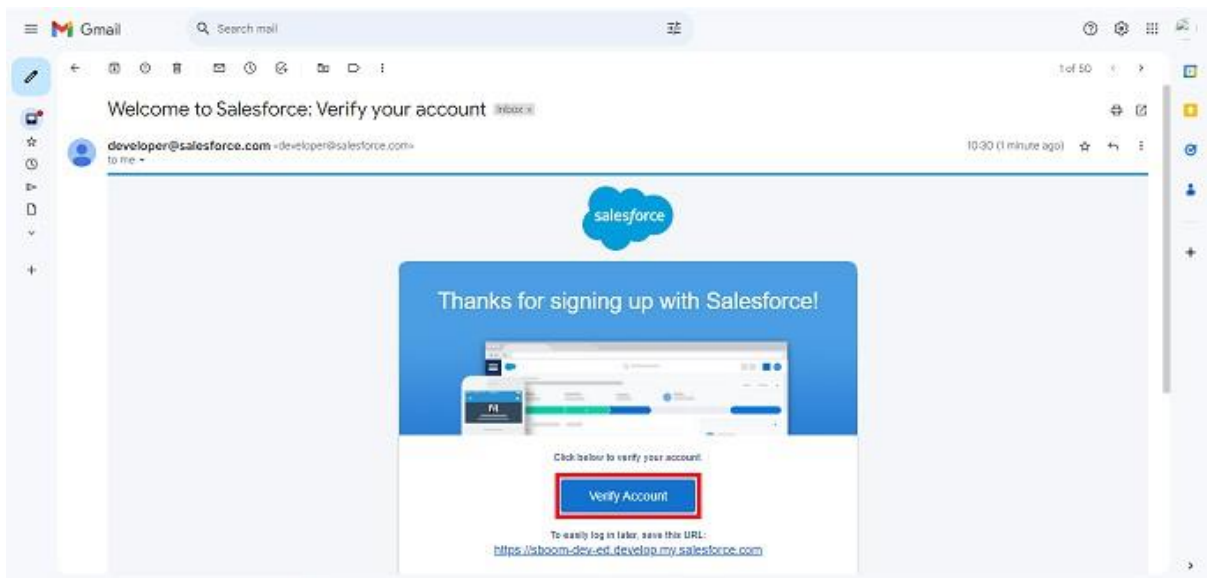 Gmail
Search mail
1 of 50
Welcome to Salesforce: Verify your account Inbox x
developer@salesforce.com <developer@salesforce.com>
10:30 (1 minute ago)
to me
salesforce
Thanks for signing up with Salesforce!
Click below to verify your account.
Verify Account
To easily log in later, save this URL:
https://sboom-dev-ed.develop.my.salesforce.com